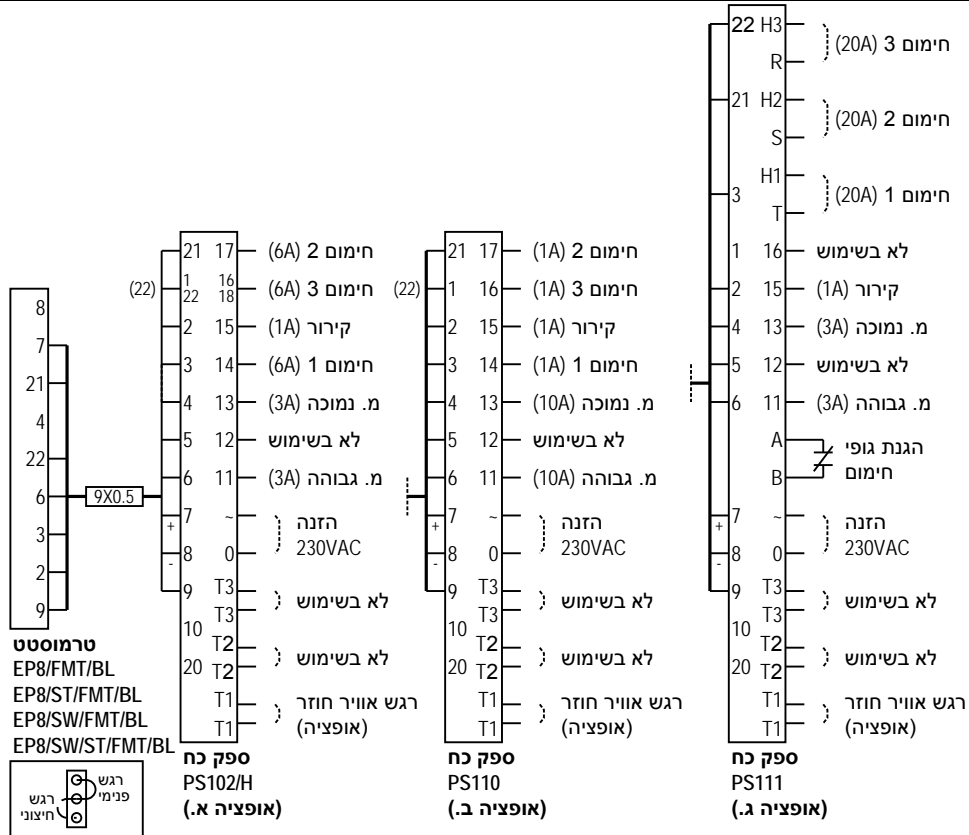 8
7
21
4
22
6
3
2
9
9X0.5
טרמוסטט
EP8/FMT/BL
EP8/ST/FMT/BL
EP8/SW/FMT/BL
EP8/SW/ST/FMT/BL
רגש פנימי
רגש חיצוני
(22)
21 17 חימום 2 (6A)
1 22 16 18 חימום 3 (6A)
2 15 קירור (1A)
3 14 חימום 1 (6A)
4 13 מ. נמוכה (3A)
5 12 לא בשימוש
6 11 מ. גבוהה (3A)
7 ~ הזנה
+
8 0 230VAC
-
9 T3
T3 לא בשימוש
10 T2
20 T2 לא בשימוש
T1 רגש אוויר חוזר
T1 (אופציה)
ספק כח
PS102/H
(אופציה א.)
(22)
21 17 חימום 2 (1A)
1 16 חימום 3 (1A)
2 15 קירור (1A)
3 14 חימום 1 (1A)
4 13 מ. נמוכה (10A)
5 12 לא בשימוש
6 11 מ. גבוהה (10A)
7 ~ הזנה
+
8 0 230VAC
-
9 T3
T3 לא בשימוש
10 T2
20 T2 לא בשימוש
T1 רגש אוויר חוזר
T1 (אופציה)
ספק כח
PS110
(אופציה ב.)
22 H3
R חימום 3 (20A)
21 H2
S חימום 2 (20A)
H1
3 T חימום 1 (20A)
1 16 לא בשימוש
2 15 קירור (1A)
4 13 מ. נמוכה (3A)
5 12 לא בשימוש
6 11 מ. גבוהה (3A)
A הגנת גופי
B חימום
7 ~ הזנה
+
8 0 230VAC
-
9 T3
T3 לא בשימוש
10 T2
20 T2 לא בשימוש
T1 רגש אוויר חוזר
T1 (אופציה)
ספק כח
PS111
(אופציה ג.)